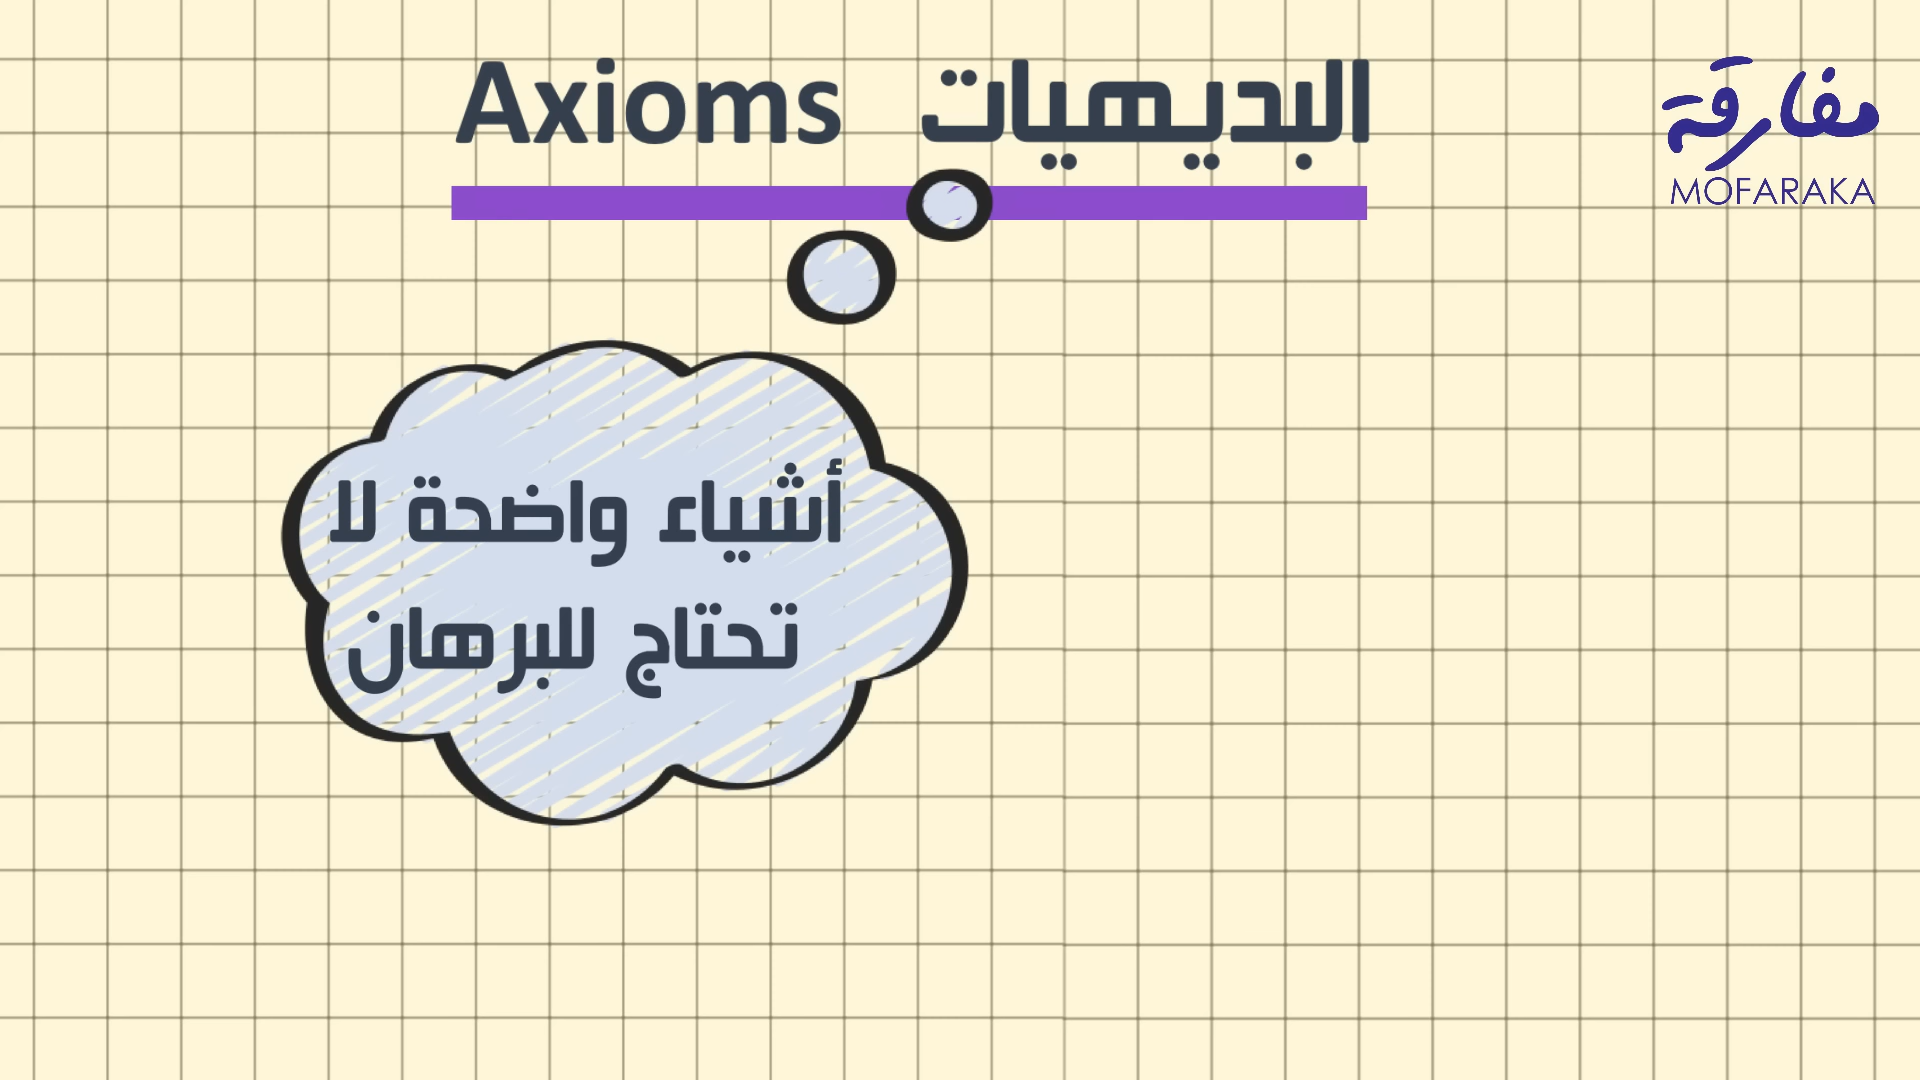 البديهيات Axioms
مفارقة
MOFARAKA
أشياء واضحة لا
تحتاج للبرهان